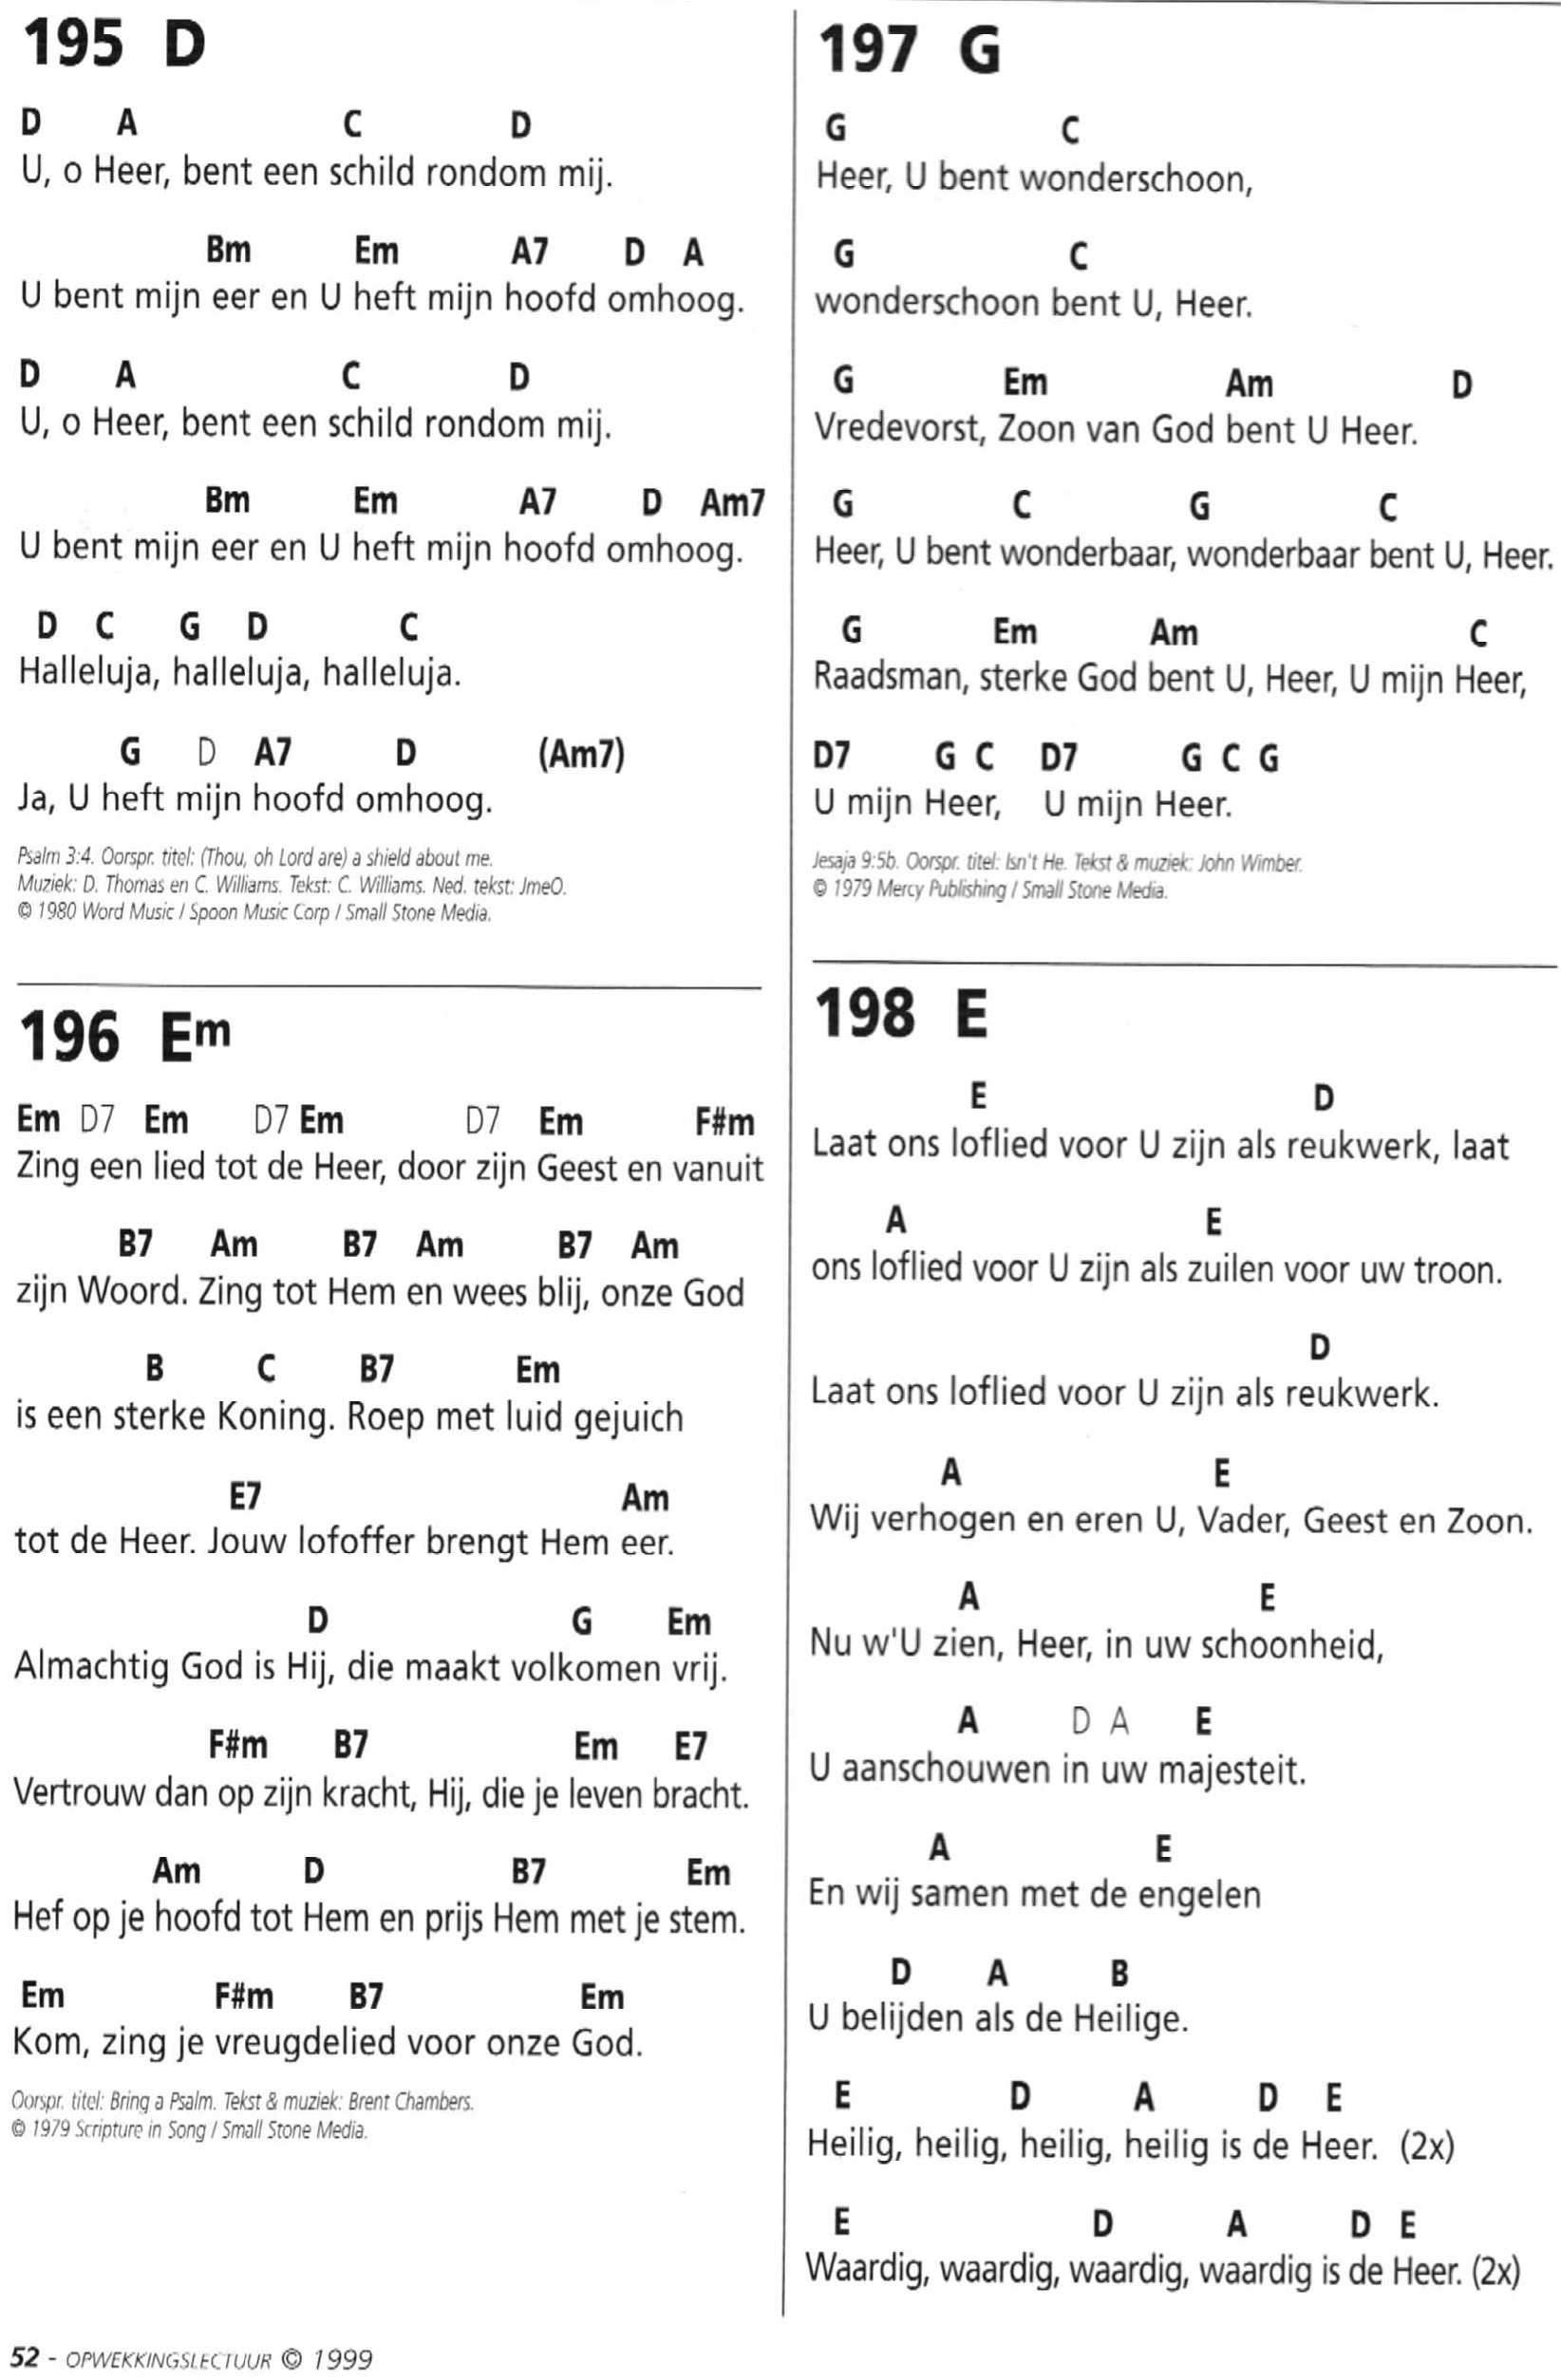 195 D
D A C D
U, o Heer, bent een schild rondom mij.
Bm Em A7 D A
U bent mijn eer en U heft mijn hoofd omhoog.
D A C D
U, o Heer, bent een schild rondom mij.
Bm Em A7 D Am7
U bent mijn eer en U heft mijn hoofd omhoog.
D C G D C
Halleluja, halleluja, halleluja.
G D A7 D (Am7)
Ja, U heft mijn hoofd omhoog.
Psalm 3:4. Oorspr. titel: (Thou, oh Lord are) a shield about me.
Muziek: D. Thomas en C. Williams. Tekst: C. Williams. Ned. tekst: JmeO.
© 1980 Word Music / Spoon Music Corp / Small Stone Media.
196 Em
Em D7 Em D7 Em D7 Em F#m
Zing een lied tot de Heer, door zijn Geest en vanuit
B7 Am B7 Am B7 Am
zijn Woord. Zing tot Hem en wees blij, onze God
B C B7 Em
is een sterke Koning. Roep met luid gejuich
E7 Am
tot de Heer. Jouw lofoffer brengt Hem eer.
D G Em
Almachtig God is Hij, die maakt volkomen vrij.
F#m B7 Em E7
Vertrouw dan op zijn kracht, Hij, die je leven bracht.
Am D B7 Em
Hef op je hoofd tot Hem en prijs Hem met je stem.
Em F#m B7 Em
Kom, zing je vreugdelied voor onze God.
Oorspr. titel: Bring a Psalm. Tekst & muziek: Brent Chambers.
© 1979 Scripture in Song / Small Stone Media.
197 G
G C
Heer, U bent wonderschoon,
G C
wonderschoon bent U, Heer.
G Em Am D
Vredevorst, Zoon van God bent U Heer.
G C G C
Heer, U bent wonderbaar, wonderbaar bent U, Heer.
G Em Am C
Raadsman, sterke God bent U, Heer, U mijn Heer,
D7 G C D7 G C G
U mijn Heer, U mijn Heer.
Jesaja 9:5b. Oorspr. titel: Isn't He. Tekst & muziek: John Wimber.
© 1979 Mercy Publishing / Small Stone Media.
198 E
E D
Laat ons loflied voor U zijn als reukwerk, laat
A E
ons loflied voor U zijn als zuilen voor uw troon.
D
Laat ons loflied voor U zijn als reukwerk.
A E
Wij verhogen en eren U, Vader, Geest en Zoon.
A E
Nu w'U zien, Heer, in uw schoonheid,
A D A E
U aanschouwen in uw majesteit.
A E
En wij samen met de engelen
D A B
U belijden als de Heilige.
E D A D E
Heilig, heilig, heilig, heilig is de Heer. (2x)
E D A D E
Waardig, waardig, waardig, waardig is de Heer. (2x)
52 - OPWEKKINGSLECTUUR © 1999